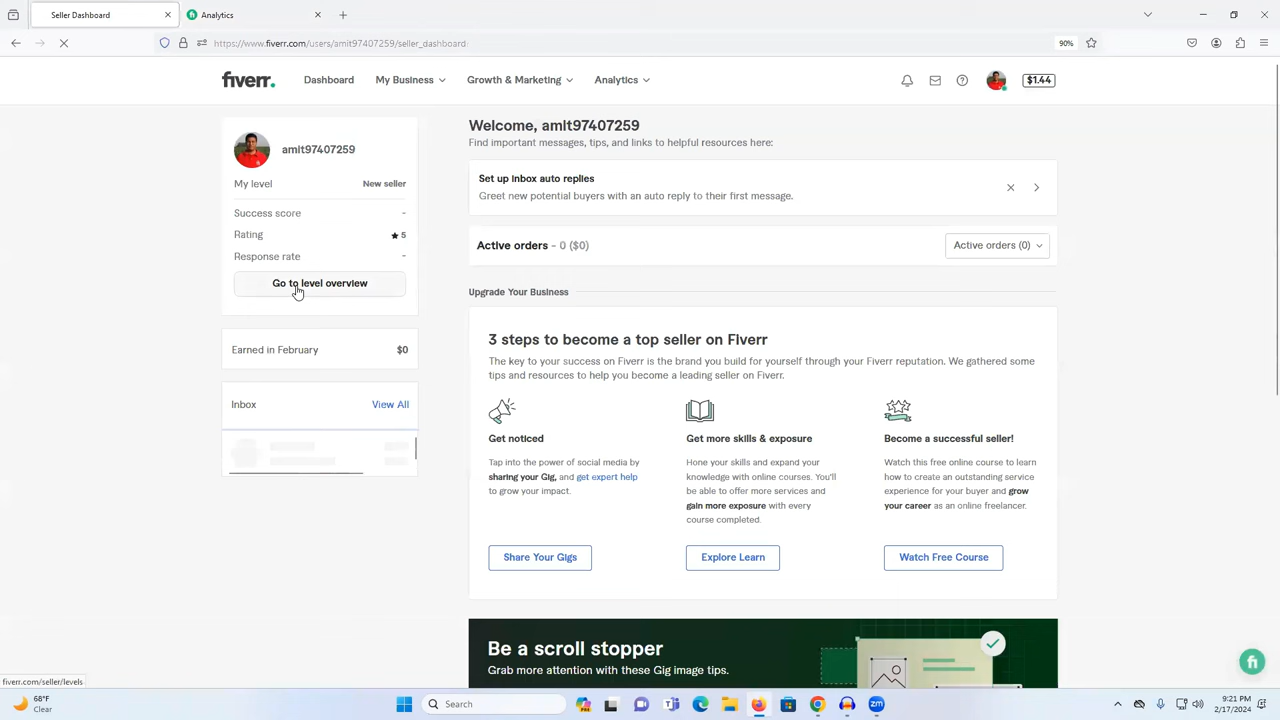 Seller Dashboard
Analytics
https://www.fiverr.com/users/amit97407259/seller_dashboard
90%
fiverr.
Dashboard
My Business
Growth & Marketing
Analytics
$1.44
amit97407259
My level
New seller
Success score
-
Rating
★ 5
Response rate
-
Go to level overview
Earned in February
$0
Inbox
View All
Welcome, amit97407259
Find important messages, tips, and links to helpful resources here:
Set up inbox auto replies
Greet new potential buyers with an auto reply to their first message.
Active orders - 0 ($0)
Active orders (0)
Upgrade Your Business
3 steps to become a top seller on Fiverr
The key to your success on Fiverr is the brand you build for yourself through your Fiverr reputation. We gathered some
tips and resources to help you become a leading seller on Fiverr.
Get noticed
Tap into the power of social media by
sharing your Gig, and get expert help
to grow your impact.
Share Your Gigs
Get more skills & exposure
Hone your skills and expand your
knowledge with online courses. You'll
be able to offer more services and
gain more exposure with every
course completed.
Explore Learn
Become a successful seller!
Watch this free online course to learn
how to create an outstanding service
experience for your buyer and grow
your career as an online freelancer.
Watch Free Course
Be a scroll stopper
Grab more attention with these Gig image tips.
fi
fiverr.com/seller/levels
68°F
Clear
Search
9:21 PM
2/17/2024